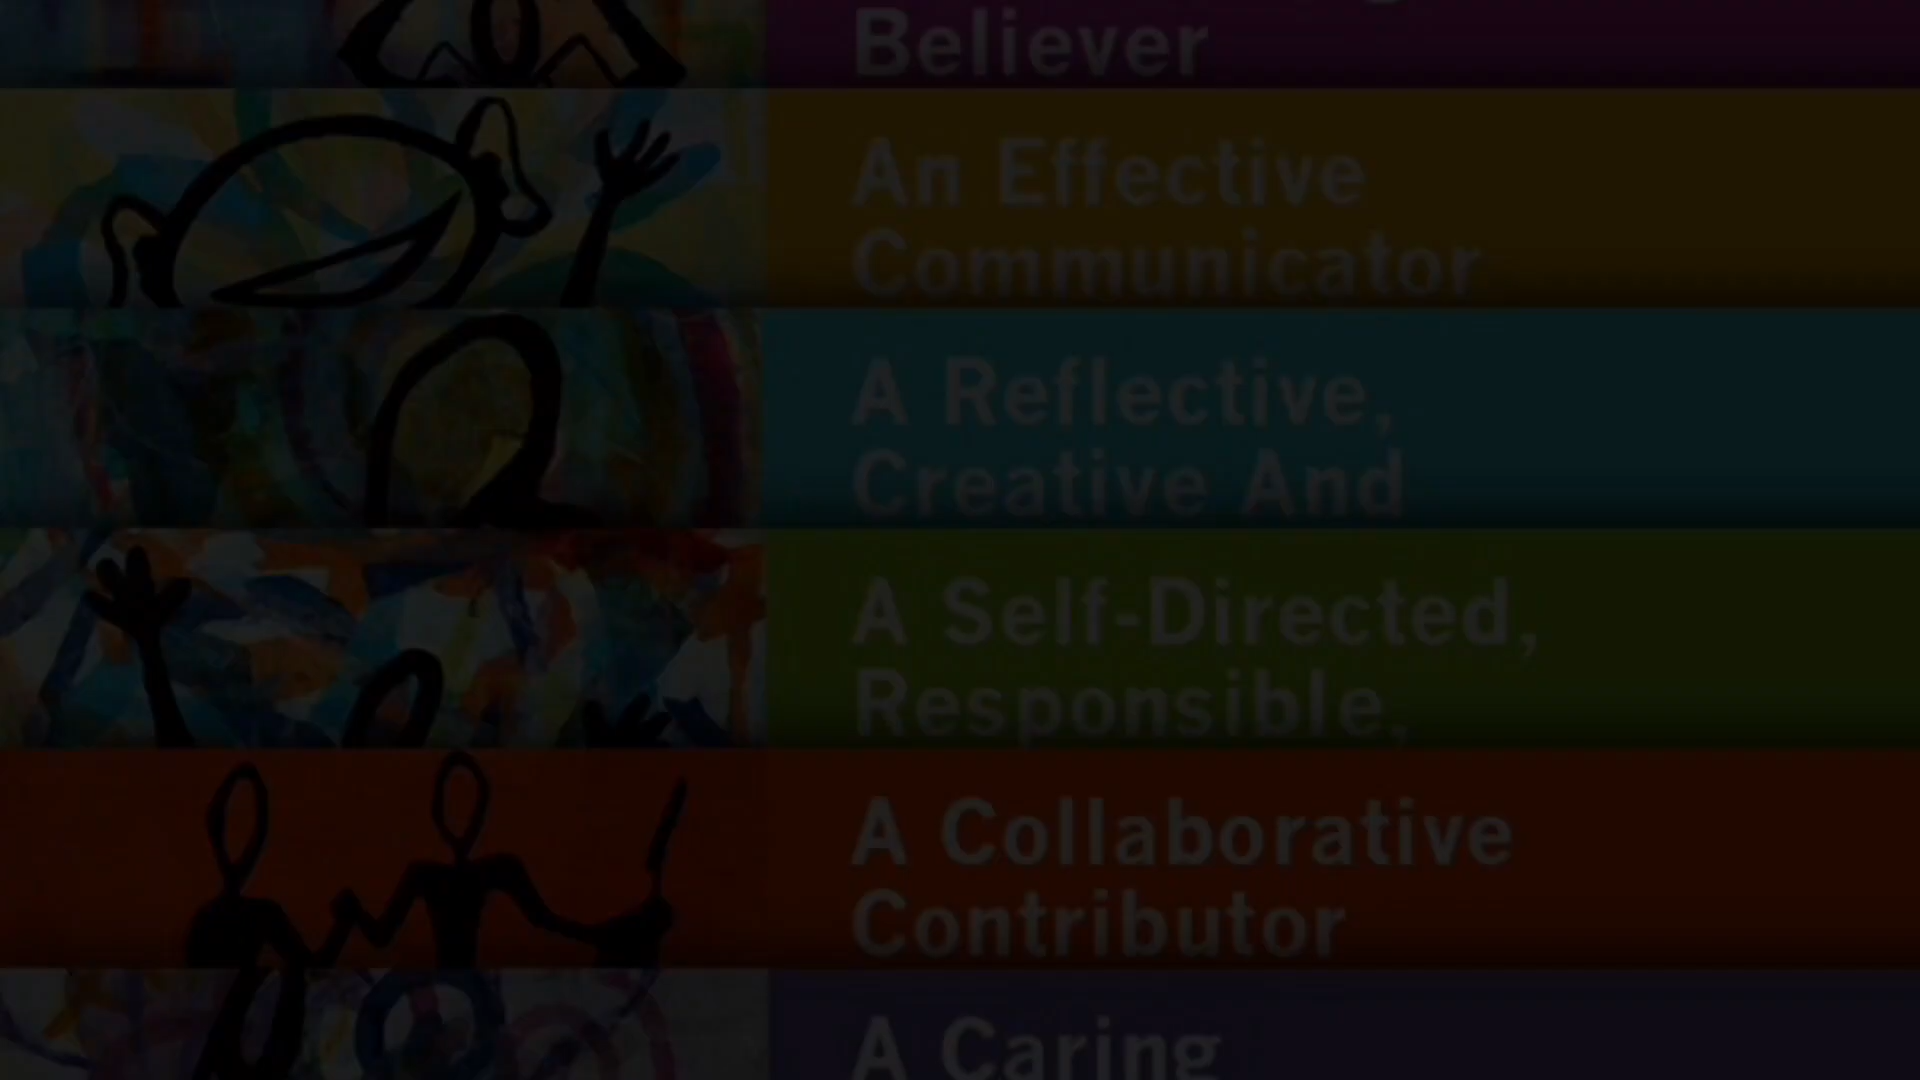 Believer
An Effective
Communicator
A Reflective,
Creative And
A Self-Directed,
Responsible,
A Collaborative
Contributor
A Caring